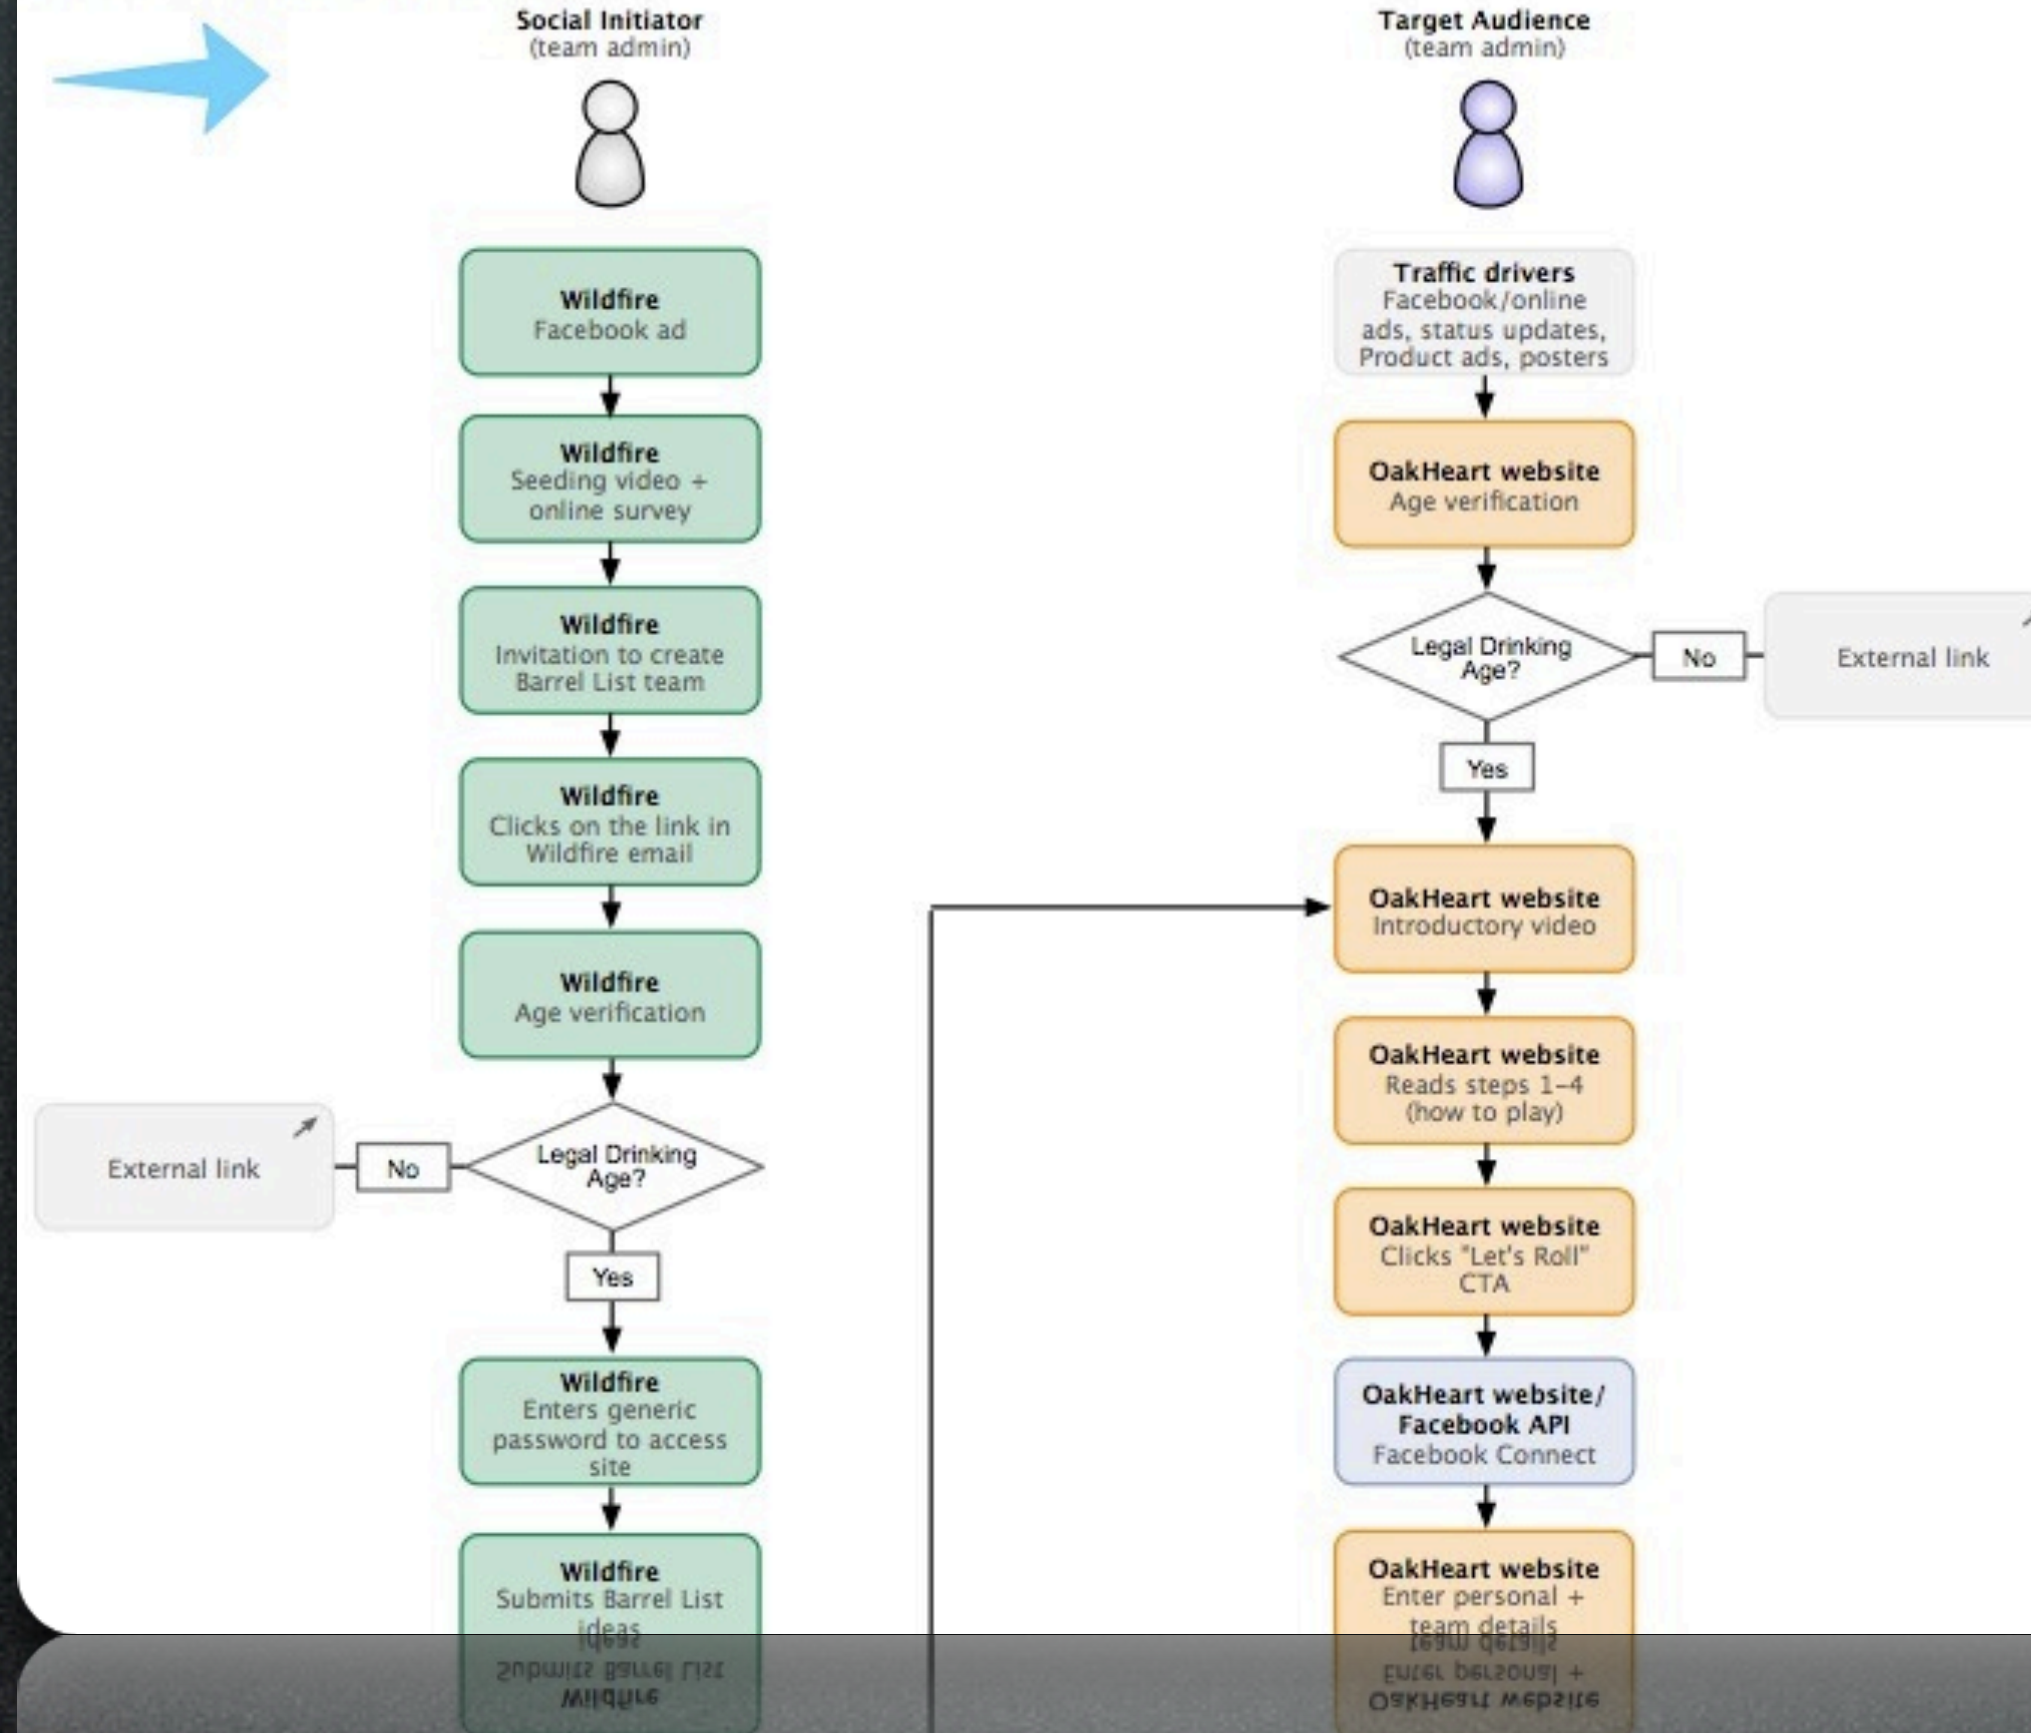 Social Initiator
(team admin)
Wildfire
Facebook ad
Wildfire
Seeding video +
online survey
Wildfire
Invitation to create
Barrel List team
Wildfire
Clicks on the link in
Wildfire email
Wildfire
Age verification
Legal Drinking
Age?
No
External link
Yes
Wildfire
Enters generic
password to access
site
Wildfire
Submits Barrel List
ideas
Target Audience
(team admin)
Traffic drivers
Facebook/online
ads, status updates,
Product ads, posters
OakHeart website
Age verification
Legal Drinking
Age?
No
External link
Yes
OakHeart website
Introductory video
OakHeart website
Reads steps 1-4
(how to play)
OakHeart website
Clicks "Let's Roll"
CTA
OakHeart website/
Facebook API
Facebook Connect
OakHeart website
Enter personal +
team details